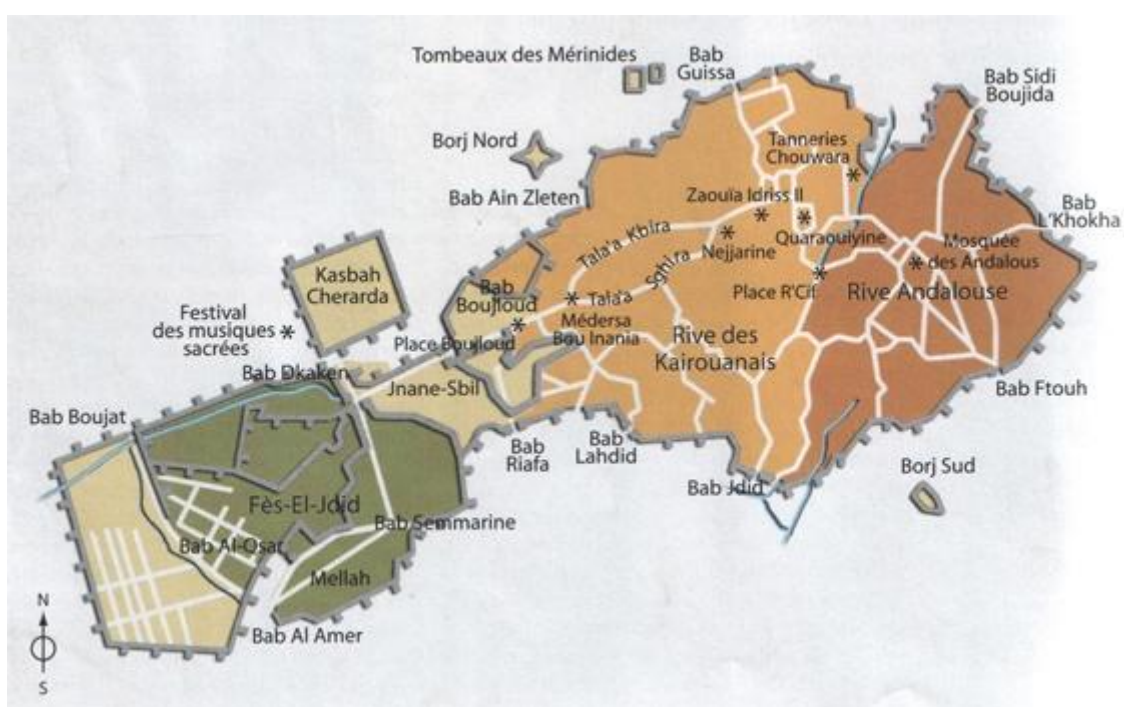 Tombeaux des Mérinides
Bab
Guissa
Bab Sidi
Boujida
Borj Nord
Tanneries
Chouwara
Bab Ain Zleten
Zaouïa Idriss II
Bab
L'Khokha
Quaraouiyine
Tala'a Kbira
Nejjarine
Mosquée
des Andalous
Kasbah
Cherarda
Sghira
Place R'Cif
Rive Andalouse
Bab
Boujloud
Tala'a
Festival
des musiques
sacrées
Médersa
Bou Inania
Place Boujloud
Rive des
Kairouanais
Bab Dkaken
Jnane-Sbil
Bab Ftouh
Bab Boujat
Bab
Riafa
Bab
Lahdid
Borj Sud
Bab Jdid
Fès-El-Jdid
Bab Semmarine
Bab Al-Qsar
Mellah
N
Bab Al Amer
S